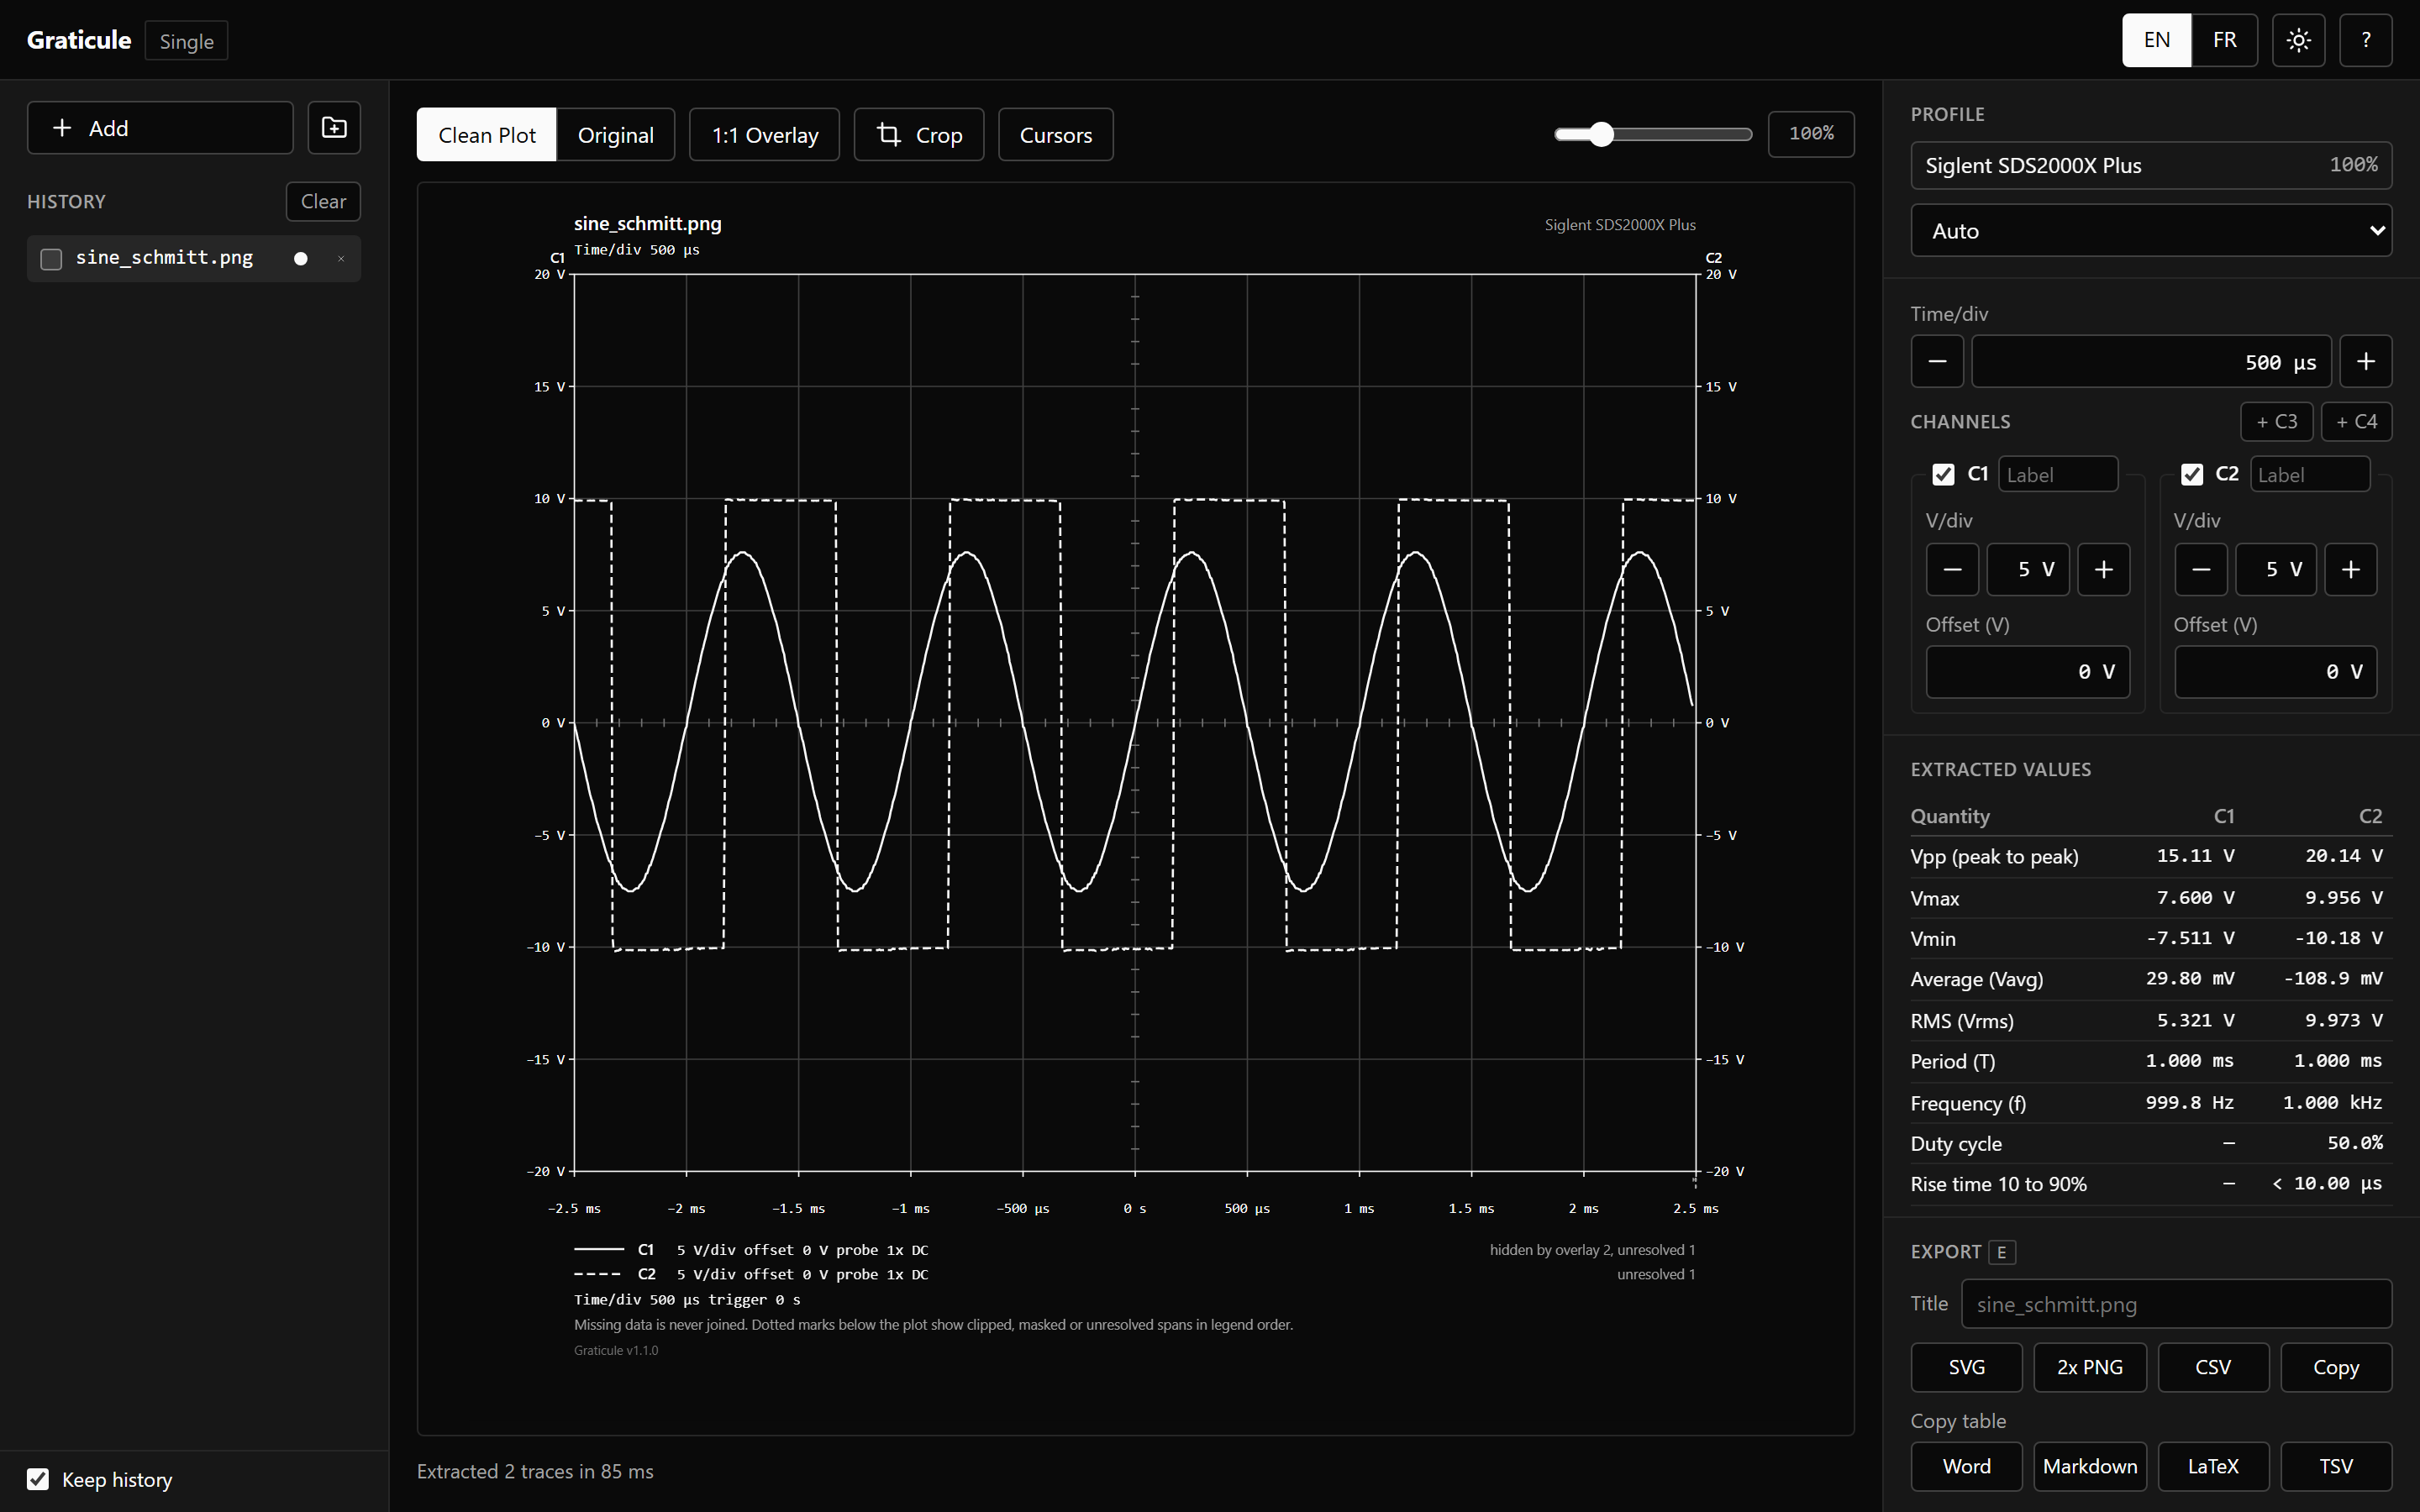 Graticule Single
EN FR ?
Add
HISTORY Clear
sine_schmitt.png ×
Keep history
Clean Plot Original 1:1 Overlay Crop Cursors 100%
sine_schmitt.png Siglent SDS2000X Plus
Time/div 500 µs
C1 C2
20 V 20 V
15 V 15 V
10 V 10 V
5 V 5 V
0 V 0 V
−5 V −5 V
−10 V −10 V
−15 V −15 V
−20 V −20 V
−2.5 ms −2 ms −1.5 ms −1 ms −500 µs 0 s 500 µs 1 ms 1.5 ms 2 ms 2.5 ms
C1 5 V/div offset 0 V probe 1x DC hidden by overlay 2, unresolved 1
C2 5 V/div offset 0 V probe 1x DC unresolved 1
Time/div 500 µs trigger 0 s
Missing data is never joined. Dotted marks below the plot show clipped, masked or unresolved spans in legend order.
Graticule v1.1.0
Extracted 2 traces in 85 ms
PROFILE
Siglent SDS2000X Plus 100%
Auto
Time/div
− 500 µs +
CHANNELS + C3 + C4
C1 Label C2 Label
V/div V/div
− 5 V + − 5 V +
Offset (V) Offset (V)
0 V 0 V
EXTRACTED VALUES
Quantity C1 C2
Vpp (peak to peak) 15.11 V 20.14 V
Vmax 7.600 V 9.956 V
Vmin -7.511 V -10.18 V
Average (Vavg) 29.80 mV -108.9 mV
RMS (Vrms) 5.321 V 9.973 V
Period (T) 1.000 ms 1.000 ms
Frequency (f) 999.8 Hz 1.000 kHz
Duty cycle — 50.0%
Rise time 10 to 90% — < 10.00 µs
EXPORT E
Title sine_schmitt.png
SVG 2x PNG CSV Copy
Copy table
Word Markdown LaTeX TSV